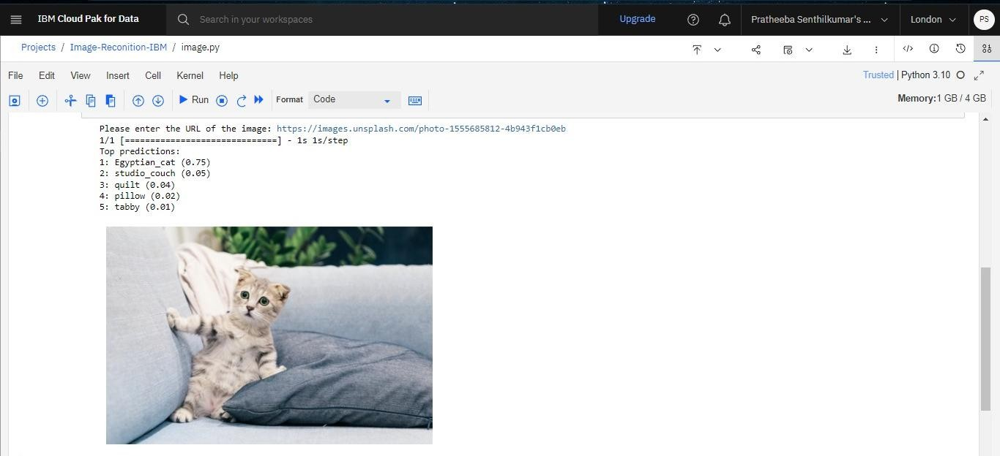 IBM Cloud Pak for Data
Search in your workspaces
Upgrade
Pratheeba Senthilkumar's ...
London
PS
Projects / Image-Reconition-IBM / image.py
File Edit View Insert Cell Kernel Help
Trusted | Python 3.10
Run
Format
Code
Memory:1 GB / 4 GB
Please enter the URL of the image: https://images.unsplash.com/photo-1555685812-4b943f1cb0eb
1/1 [==============================] - 1s 1s/step
Top predictions:
1: Egyptian_cat (0.75)
2: studio_couch (0.05)
3: quilt (0.04)
4: pillow (0.02)
5: tabby (0.01)